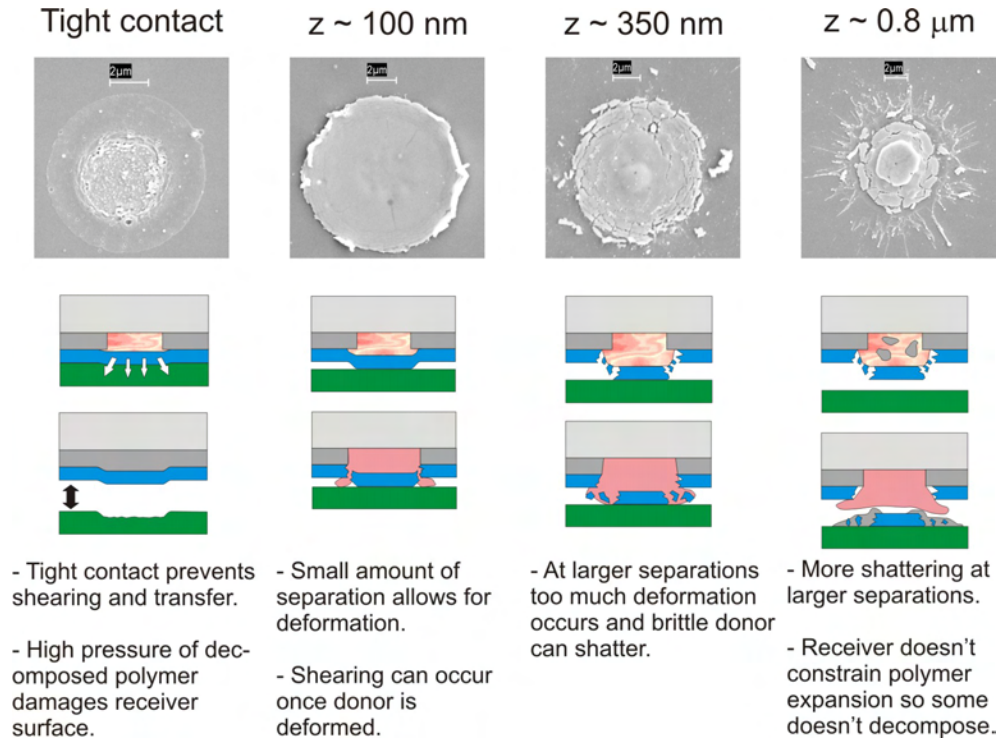 Tight contact
z ~ 100 nm
z ~ 350 nm
z ~ 0.8 μm
2μm
2μm
2μm
2μm
- Tight contact prevents
shearing and transfer.
- High pressure of dec-
omposed polymer
damages receiver
surface.
- Small amount of
separation allows for
deformation.
- Shearing can occur
once donor is
deformed.
- At larger separations
too much deformation
occurs and brittle donor
can shatter.
- More shattering at
larger separations.
- Receiver doesn't
constrain polymer
expansion so some
doesn't decompose.